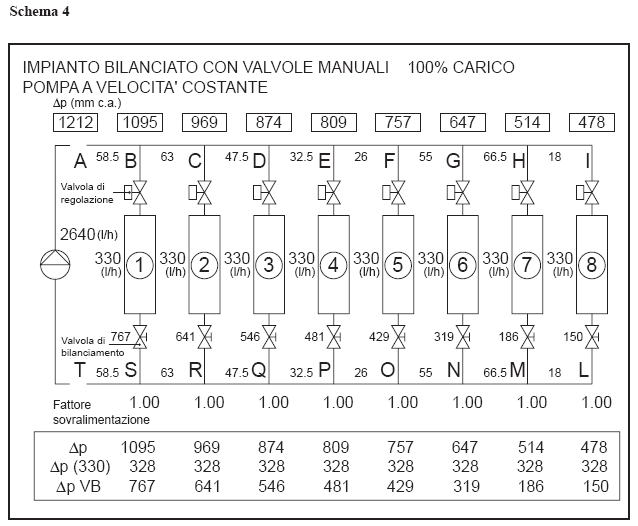 Schema 4
IMPIANTO BILANCIATO CON VALVOLE MANUALI 100% CARICO
POMPA A VELOCITA' COSTANTE
Δp (mm c.a.)
1212 1095 969 874 809 757 647 514 478
A 58.5 B 63 C 47.5 D 32.5 E 26 F 55 G 66.5 H 18 I
Valvola di
regolazione
2640 (l/h)
330 330 330 330 330 330 330 330
(l/h) (l/h) (l/h) (l/h) (l/h) (l/h) (l/h) (l/h)
1 2 3 4 5 6 7 8
Valvola di
bilanciamento
767 641 546 481 429 319 186 150
T 58.5 S 63 R 47.5 Q 32.5 P 26 O 55 N 66.5 M 18 L
Fattore
sovralimentazione
1.00 1.00 1.00 1.00 1.00 1.00 1.00 1.00
Δp 1095 969 874 809 757 647 514 478
Δp (330) 328 328 328 328 328 328 328 328
Δp VB 767 641 546 481 429 319 186 150